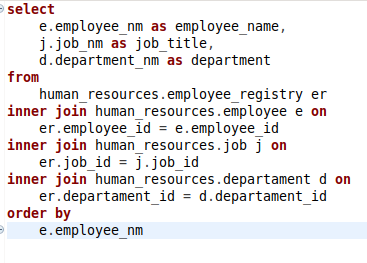 select
e.employee_nm as employee_name,
j.job_nm as job_title,
d.department_nm as department
from
human_resources.employee_registry er
inner join human_resources.employee e on
er.employee_id = e.employee_id
inner join human_resources.job j on
er.job_id = j.job_id
inner join human_resources.departament d on
er.departament_id = d.departament_id
order by
e.employee_nm